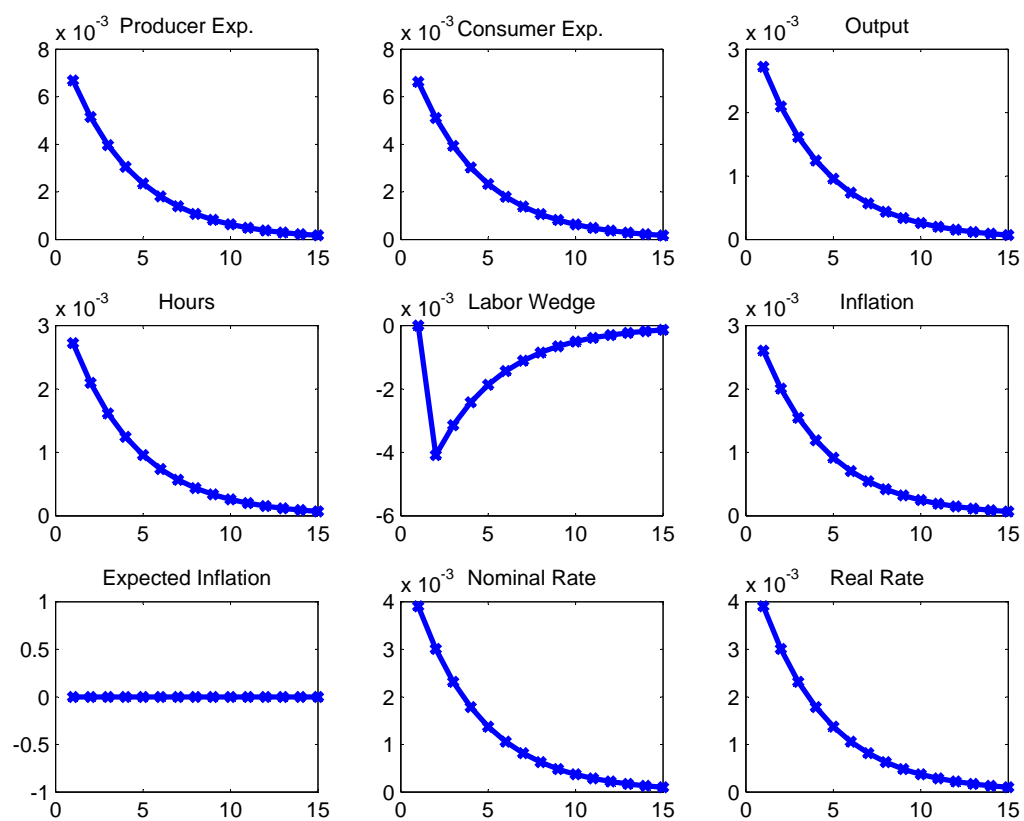 x 10-3 Producer Exp.
8
6
4
2
0
0 5 10 15
x 10-3 Consumer Exp.
8
6
4
2
0
0 5 10 15
x 10-3 Output
3
2
1
0
0 5 10 15
x 10-3 Hours
3
2
1
0
0 5 10 15
x 10-3 Labor Wedge
0
-2
-4
-6
0 5 10 15
x 10-3 Inflation
3
2
1
0
0 5 10 15
Expected Inflation
1
0.5
0
-0.5
-1
0 5 10 15
x 10-3 Nominal Rate
4
3
2
1
0
0 5 10 15
x 10-3 Real Rate
4
3
2
1
0
0 5 10 15